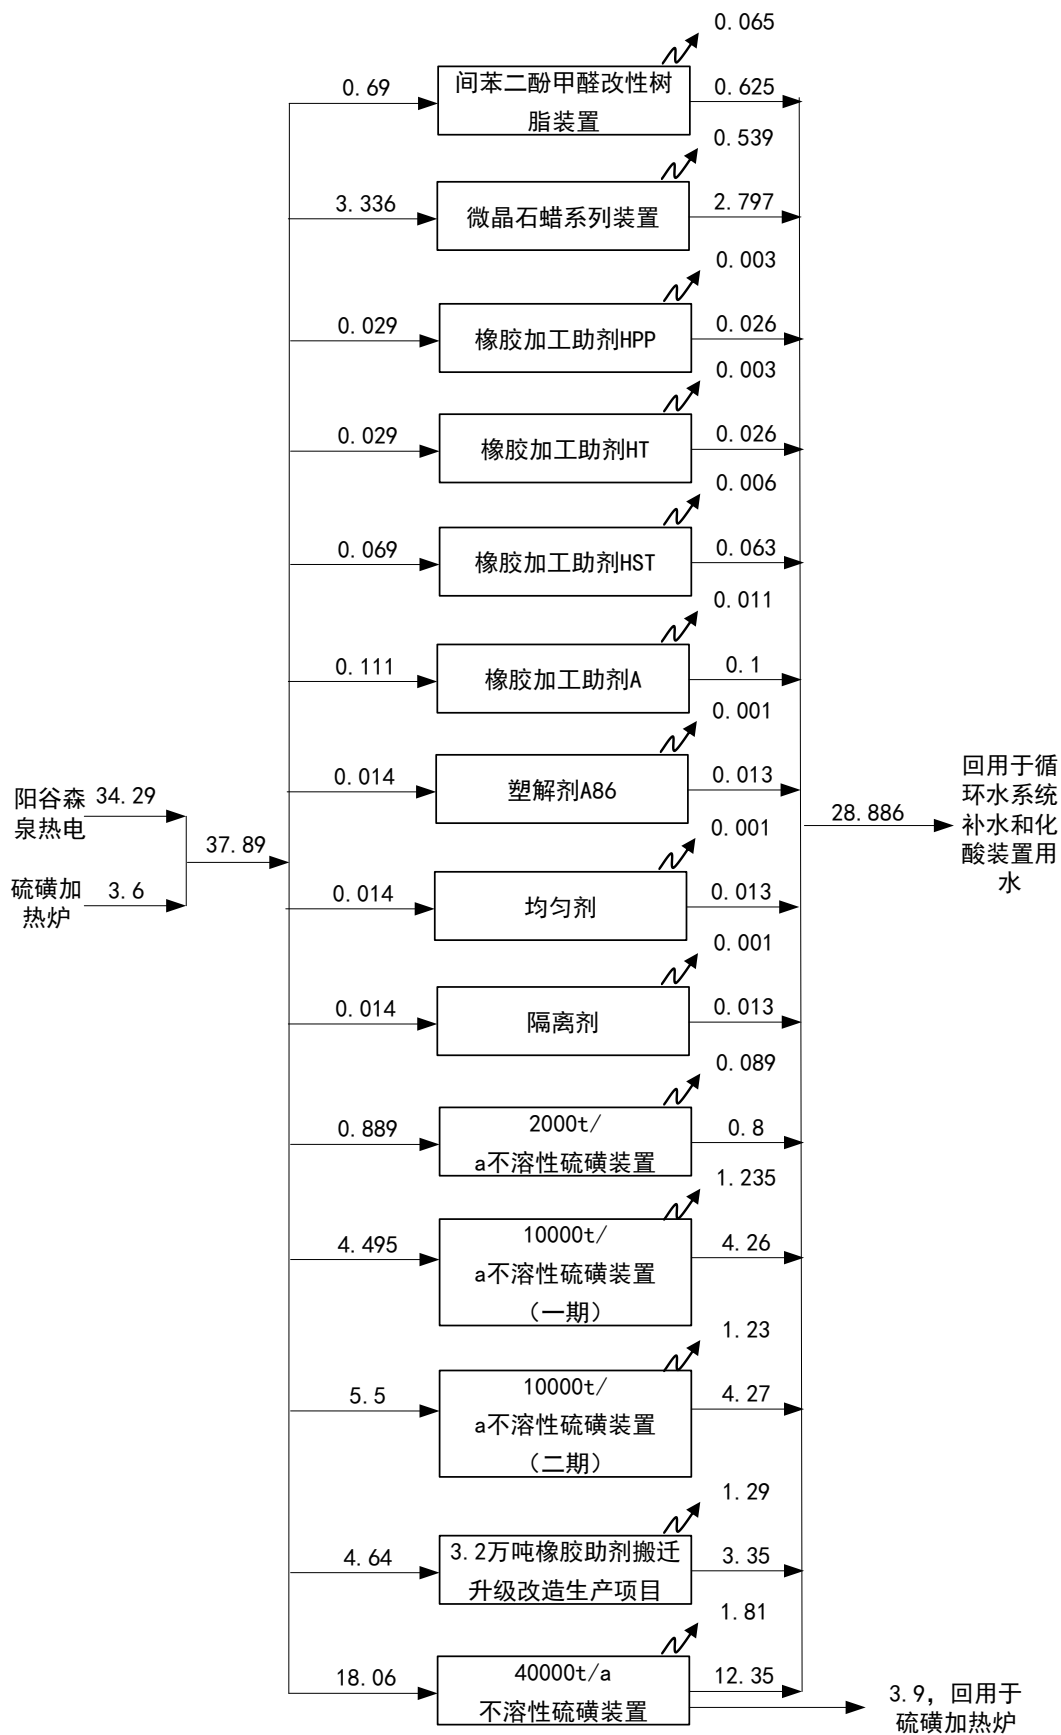 0.065
0.69
间苯二酚甲醛改性树
脂装置
0.625
0.539
3.336
微晶石蜡系列装置
2.797
0.003
0.029
橡胶加工助剂HPP
0.026
0.003
0.029
橡胶加工助剂HT
0.026
0.006
0.069
橡胶加工助剂HST
0.063
0.011
0.111
橡胶加工助剂A
0.1
0.001
0.014
塑解剂A86
0.013
阳谷森
泉热电
34.29
硫磺加
热炉
3.6
37.89
28.886
回用于循
环水系统
补水和化
酸装置用
水
0.001
0.014
均匀剂
0.013
0.001
0.014
隔离剂
0.013
0.089
0.889
2000t/
a不溶性硫磺装置
0.8
1.235
4.495
10000t/
a不溶性硫磺装置
（一期）
4.26
1.23
5.5
10000t/
a不溶性硫磺装置
（二期）
4.27
1.29
4.64
3.2万吨橡胶助剂搬迁
升级改造生产项目
3.35
1.81
18.06
40000t/a
不溶性硫磺装置
12.35
3.9，回用于
硫磺加热炉